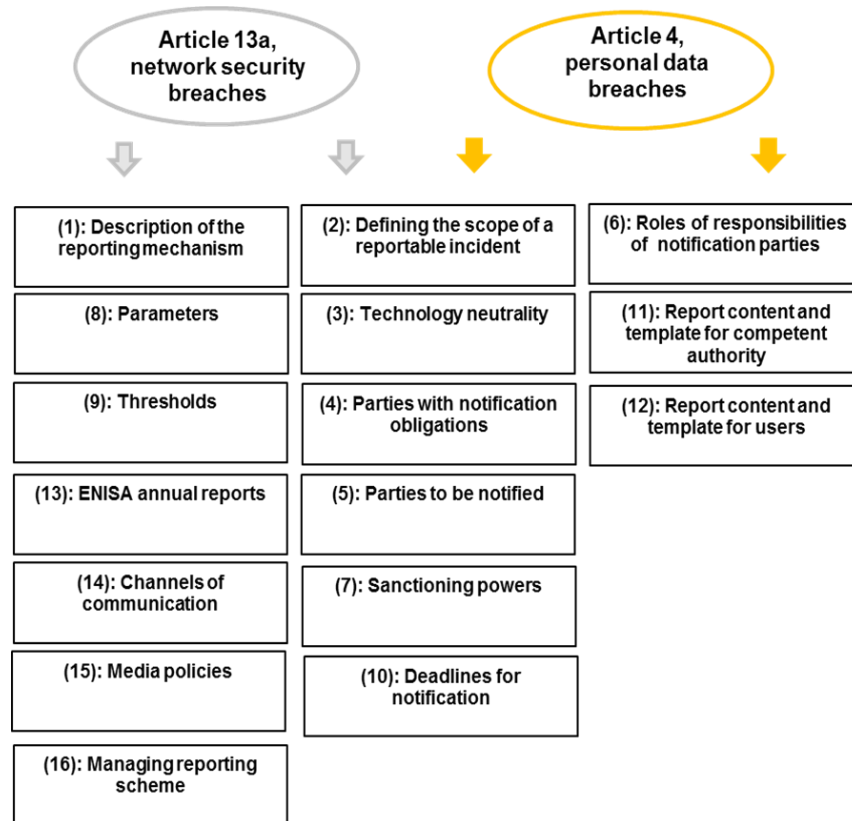 Article 13a,
network security
breaches
Article 4,
personal data
breaches
(1): Description of the
reporting mechanism
(8): Parameters
(9): Thresholds
(13): ENISA annual reports
(14): Channels of
communication
(15): Media policies
(16): Managing reporting
scheme
(2): Defining the scope of a
reportable incident
(3): Technology neutrality
(4): Parties with notification
obligations
(5): Parties to be notified
(7): Sanctioning powers
(10): Deadlines for
notification
(6): Roles of responsibilities
of notification parties
(11): Report content and
template for competent
authority
(12): Report content and
template for users